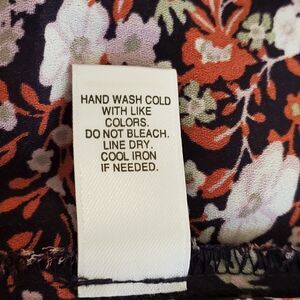 HAND WASH COLD
WITH LIKE
COLORS.
DO NOT BLEACH.
LINE DRY.
COOL IRON
IF NEEDED.